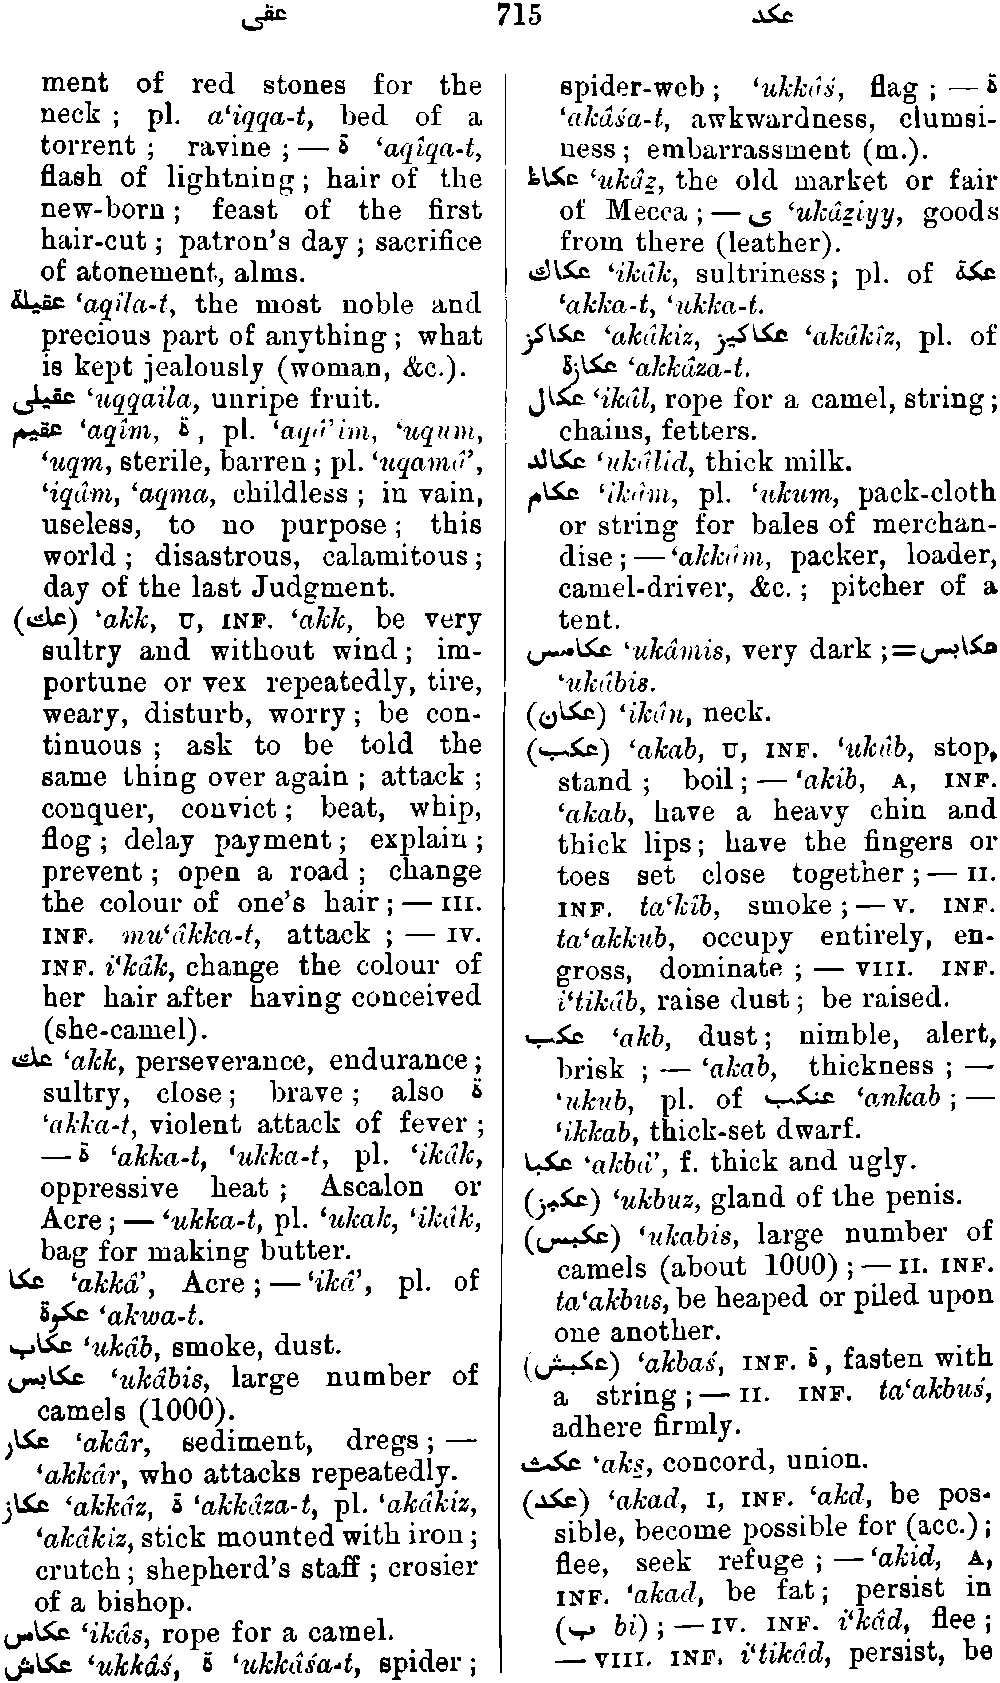 عقى 715 عكد
ment of red stones for the
neck ; pl. a‘iqqa-t, bed of a
torrent ; ravine ; — ة ‘aqîqa-t,
flash of lightning ; hair of the
new-born ; feast of the first
hair-cut ; patron's day ; sacrifice
of atonement, alms.
عقيلة ‘aqîla-t, the most noble and
precious part of anything ; what
is kept jealously (woman, &c.).
عقيلى ‘uqqaila, unripe fruit.
عقيم ‘aqîm, ة , pl. ‘aqâ’im, ‘uqum,
‘uqm, sterile, barren ; pl. ‘uqamâ’,
‘iqâm, ‘aqma, childless ; in vain,
useless, to no purpose ; this
world ; disastrous, calamitous ;
day of the last Judgment.
(عك) ‘akk, U, INF. ‘akk, be very
sultry and without wind ; im-
portune or vex repeatedly, tire,
weary, disturb, worry ; be con-
tinuous ; ask to be told the
same thing over again ; attack ;
conquer, convict ; beat, whip,
flog ; delay payment ; explain ;
prevent ; open a road ; change
the colour of one's hair ; — III.
INF. mu‘âkka-t, attack ; — IV.
INF. i‘kâk, change the colour of
her hair after having conceived
(she-camel).
عك ‘akk, perseverance, endurance ;
sultry, close ; brave ; also ة
‘akka-t, violent attack of fever ;
— ة ‘akka-t, ‘ukka-t, pl. ‘ikâk,
oppressive heat ; Ascalon or
Acre ; — ‘ukka-t, pl. ‘ukak, ‘ikâk,
bag for making butter.
عكا ‘akkâ’, Acre ; — ‘ikâ’, pl. of
عكوة ‘akwa-t.
عكاب ‘ukâb, smoke, dust.
عكابس ‘ukâbis, large number of
camels (1000).
عكار ‘akâr, sediment, dregs ; —
‘akkâr, who attacks repeatedly.
عكاز ‘akkâz, ة ‘akkâza-t, pl. ‘akâkiz,
‘akâkîz, stick mounted with iron ;
crutch ; shepherd's staff ; crosier
of a bishop.
عكاس ‘ikâs, rope for a camel.
عكاش ‘ukkâś, ة ‘ukkâśa-t, spider ;
spider-web ; ‘ukkâś, flag ; — ة
‘akâśa-t, awkwardness, clumsi-
ness ; embarrassment (m.).
عكاظ ‘ukâẕ, the old market or fair
of Mecca ; — ى ‘ukâẕiyy, goods
from there (leather).
عكاك ‘ikâk, sultriness ; pl. of عكة
‘akka-t, ‘ukka-t.
عكاكز ‘akâkiz, عكاكيز ‘akâkîz, pl. of
عكازة ‘akkâza-t.
عكال ‘ikâl, rope for a camel, string ;
chains, fetters.
عكالد ‘ukâlid, thick milk.
عكام ‘ikâm, pl. ‘ukum, pack-cloth
or string for bales of merchan-
dise ; — ‘akkâm, packer, loader,
camel-driver, &c. ; pitcher of a
tent.
عكامس ‘ukâmis, very dark ; = عكابس
‘ukâbis.
(عكان) ‘ikân, neck.
(عكب) ‘akab, U, INF. ‘ukâb, stop,
stand ; boil ; — ‘akib, A, INF.
‘akab, have a heavy chin and
thick lips ; have the fingers or
toes set close together ; — II.
INF. ta‘kîb, smoke ; — V. INF.
ta‘akkub, occupy entirely, en-
gross, dominate ; — VIII. INF.
i‘tikâb, raise dust ; be raised.
عكب ‘akb, dust ; nimble, alert,
brisk ; — ‘akab, thickness ; —
‘ukub, pl. of عنكب ‘ankab ; —
‘ikkab, thick-set dwarf.
عكبا ‘akbâ’, f. thick and ugly.
(عكبز) ‘ukbuz, gland of the penis.
(عكبس) ‘ukabis, large number of
camels (about 1000) ; — II. INF.
ta‘akbus, be heaped or piled upon
one another.
(عكبش) ‘akbaś, INF. ة , fasten with
a string ; — II. INF. ta‘akbuś,
adhere firmly.
عكث ‘aks̱, concord, union.
(عكد) ‘akad, I, INF. ‘akd, be pos-
sible, become possible for (acc.) ;
flee, seek refuge ; — ‘akid, A,
INF. ‘akad, be fat ; persist in
(ب bi) ; — IV. INF. i‘kâd, flee ;
— VIII. INF. i‘tikâd, persist, be